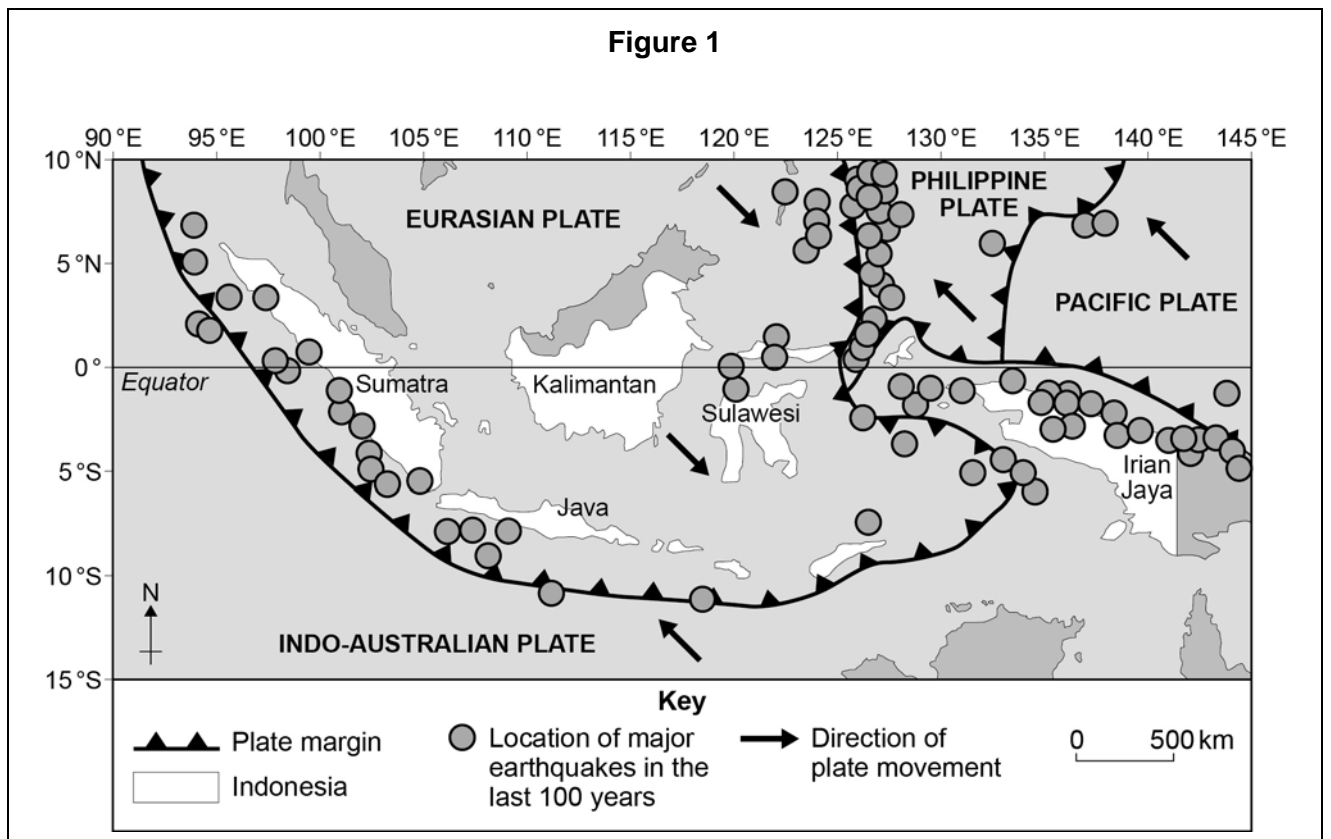 Figure 1
90 °E 95 °E 100 °E 105 °E 110 °E 115 °E 120 °E 125 °E 130 °E 135 °E 140 °E 145 °E
10 °N
5 °N
0 °
5 °S
10 °S
15 °S
EURASIAN PLATE
PHILIPPINE
PLATE
PACIFIC PLATE
Equator
Sumatra
Kalimantan
Sulawesi
Irian
Jaya
Java
N
INDO-AUSTRALIAN PLATE
Key
Plate margin
Indonesia
Location of major
earthquakes in the
last 100 years
Direction of
plate movement
0 500 km